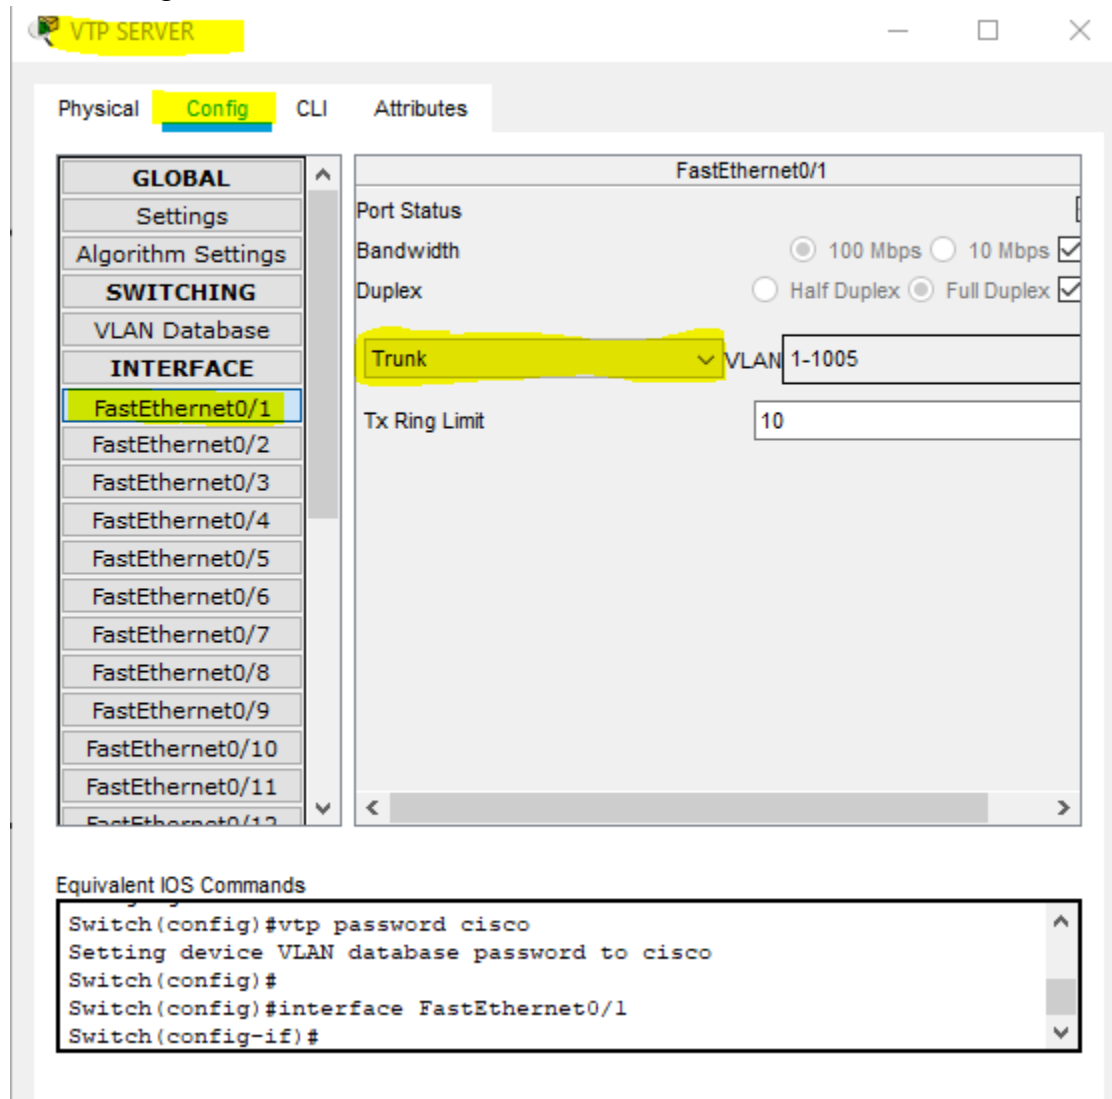 VTP SERVER
Physical Config CLI Attributes
GLOBAL
Settings
Algorithm Settings
SWITCHING
VLAN Database
INTERFACE
FastEthernet0/1
FastEthernet0/2
FastEthernet0/3
FastEthernet0/4
FastEthernet0/5
FastEthernet0/6
FastEthernet0/7
FastEthernet0/8
FastEthernet0/9
FastEthernet0/10
FastEthernet0/11
FastEthernet0/12
FastEthernet0/1
Port Status
Bandwidth 100 Mbps 10 Mbps
Duplex Half Duplex Full Duplex
Trunk VLAN 1-1005
Tx Ring Limit 10
Equivalent IOS Commands
Switch(config)#vtp password cisco
Setting device VLAN database password to cisco
Switch(config)#
Switch(config)#interface FastEthernet0/1
Switch(config-if)#